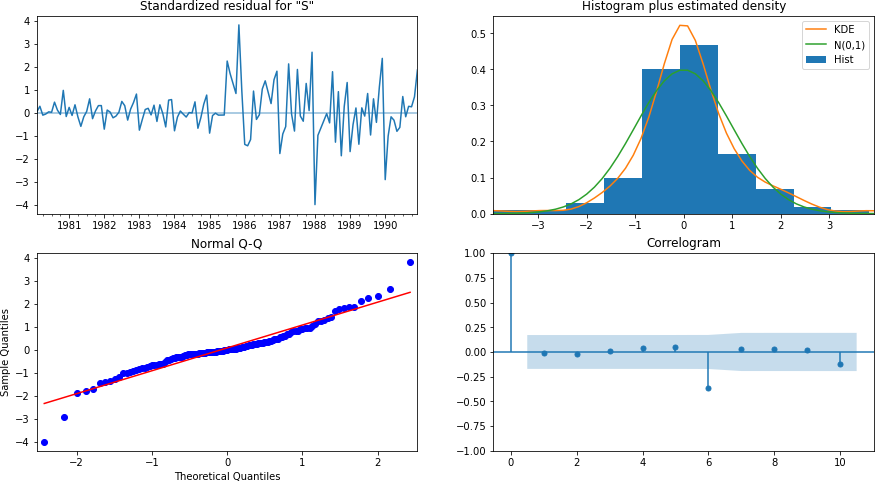 Standardized residual for "S"
4
3
2
1
0
−1
−2
−3
−4
1981 1982 1983 1984 1985 1986 1987 1988 1989 1990
Histogram plus estimated density
KDE
N(0,1)
Hist
0.5
0.4
0.3
0.2
0.1
0.0
−3 −2 −1 0 1 2 3
Normal Q-Q
Sample Quantiles
4
3
2
1
0
−1
−2
−3
−4
−2 −1 0 1 2
Theoretical Quantiles
Correlogram
1.00
0.75
0.50
0.25
0.00
−0.25
−0.50
−0.75
−1.00
0 2 4 6 8 10